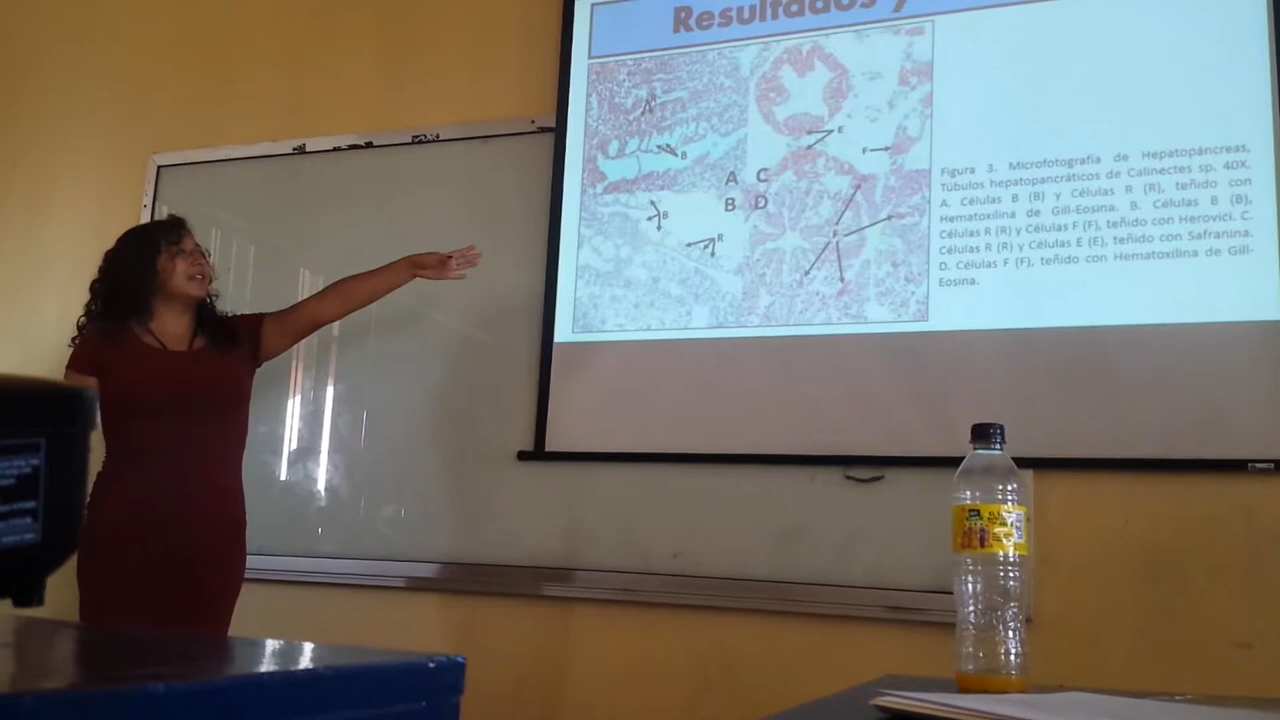 Resultados y
R
B
A C
B D
E
F
B
R
F
Figura 3. Microfotografía de Hepatopáncreas,
Túbulos hepatopancráticos de Calinectes sp. 40X.
A. Células B (B) y Células R (R), teñido con
Hematoxilina de Gill-Eosina. B. Células B (B),
Células R (R) y Células F (F), teñido con Herovici. C.
Células R (R) y Células E (E), teñido con Safranina.
D. Células F (F), teñido con Hematoxilina de Gill-
Eosina.